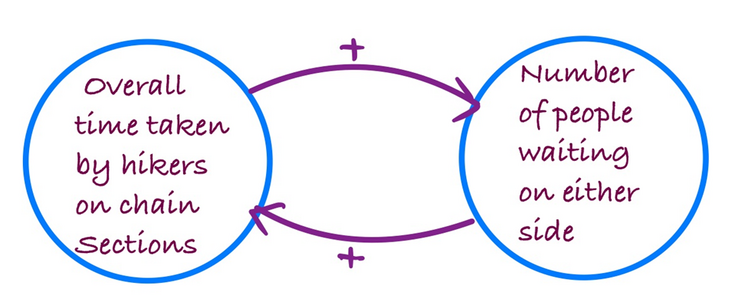 +
Overall
time taken
by hikers
on chain
Sections
Number
of people
waiting
on either
side
+